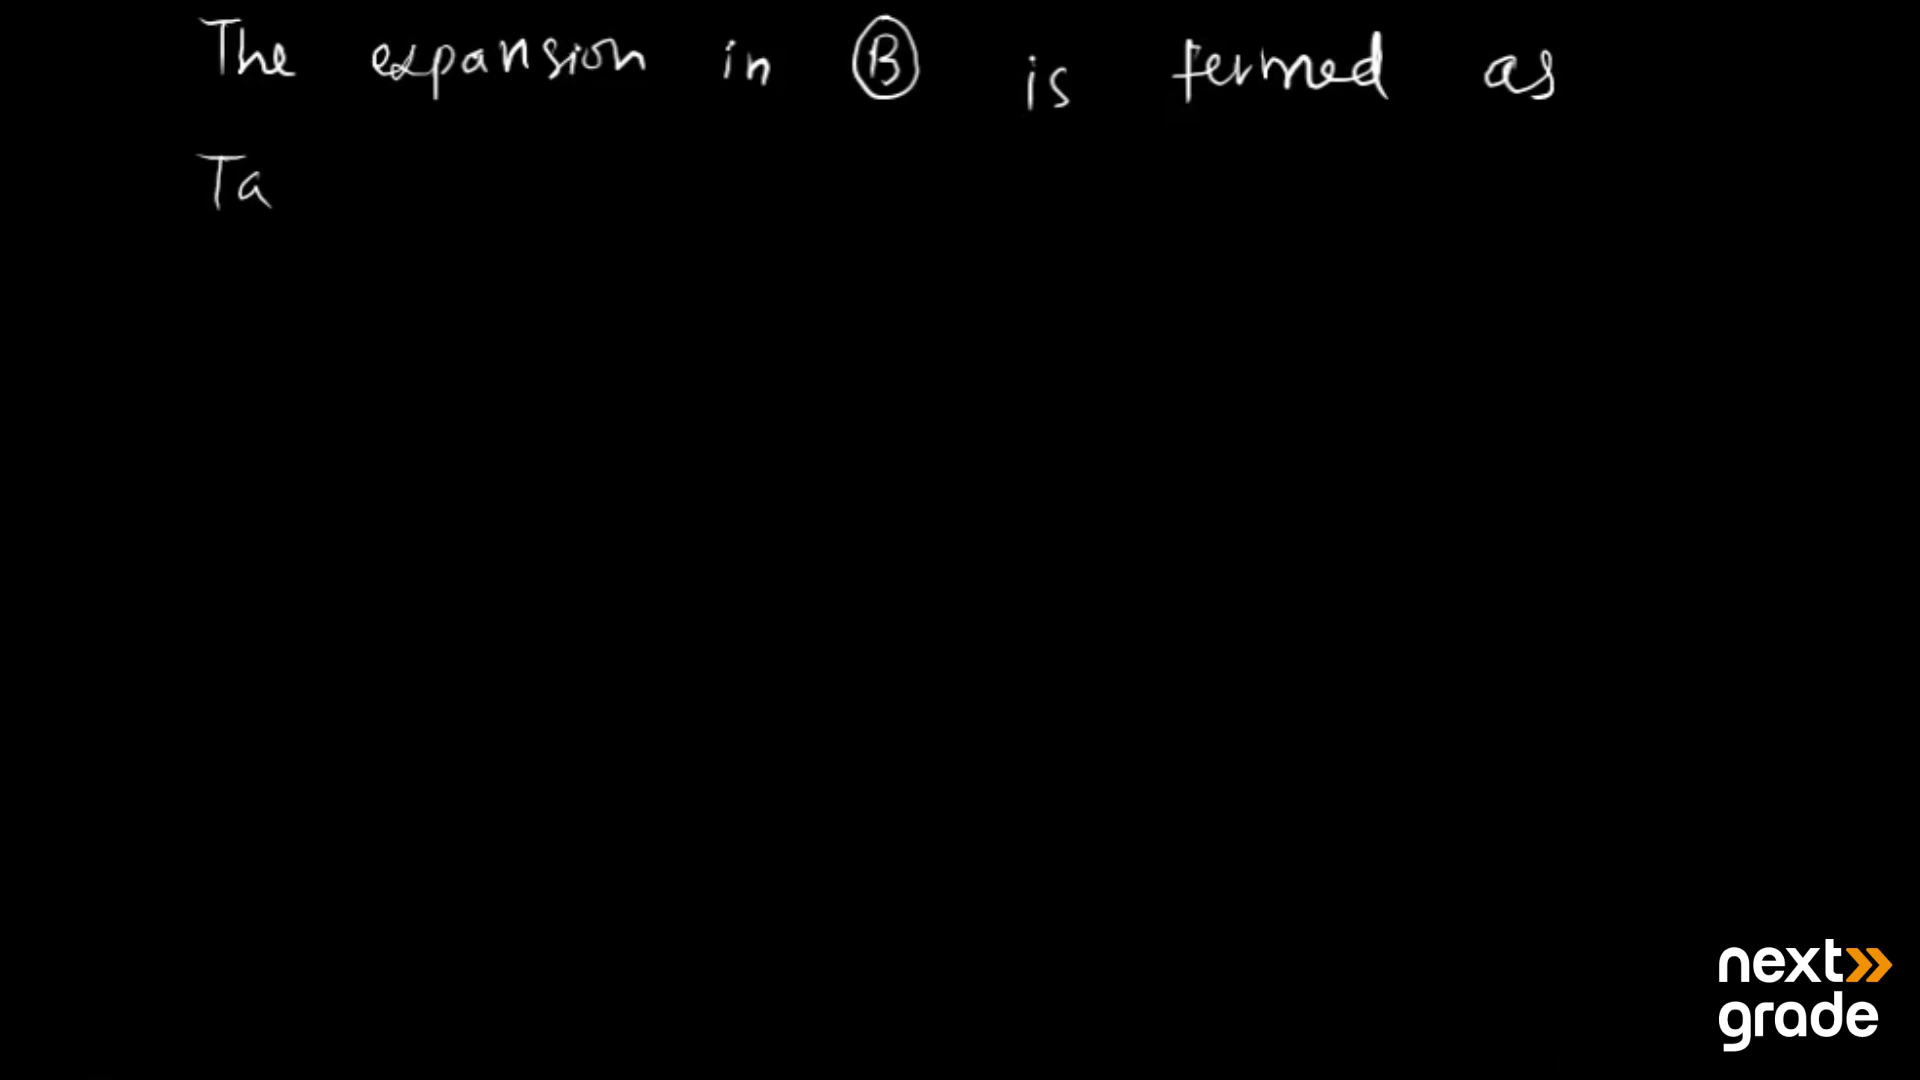 The expansion in Ⓑ is termed as
Ta
next
grade